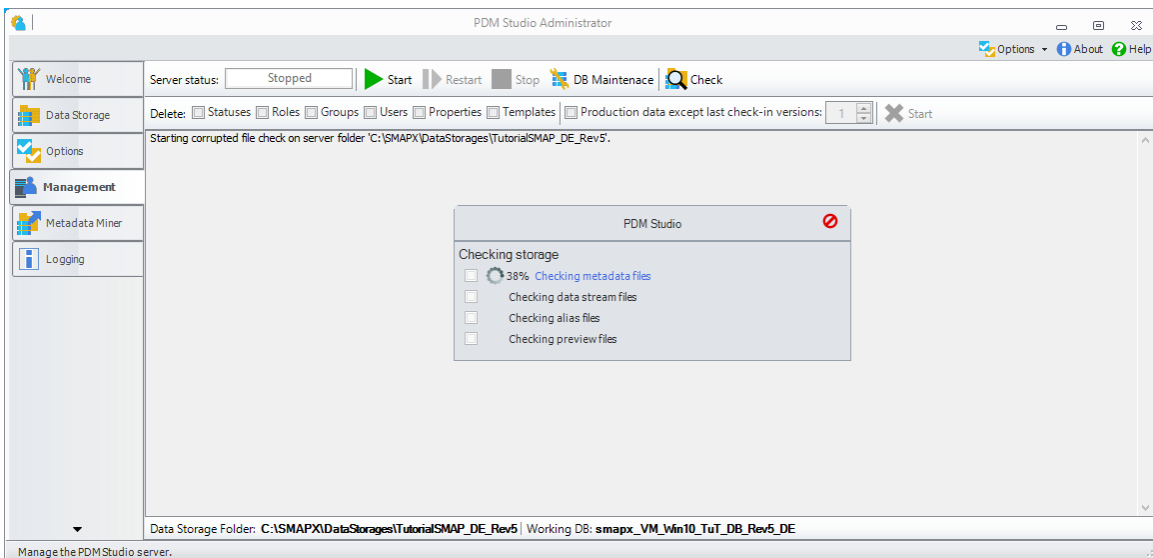 PDM Studio Administrator
Options About Help
Welcome
Data Storage
Options
Management
Metadata Miner
Logging
Server status: Stopped Start Restart Stop DB Maintenace Check
Delete: Statuses Roles Groups Users Properties Templates Production data except last check-in versions: 1 Start
Starting corrupted file check on server folder 'C:\SMAPX\DataStorages\TutorialSMAP_DE_Rev5'.
PDM Studio
Checking storage
38% Checking metadata files
Checking data stream files
Checking alias files
Checking preview files
Data Storage Folder: C:\SMAPX\DataStorages\TutorialSMAP_DE_Rev5 Working DB: smapx_VM_Win10_TuT_DB_Rev5_DE
Manage the PDMStudio server.